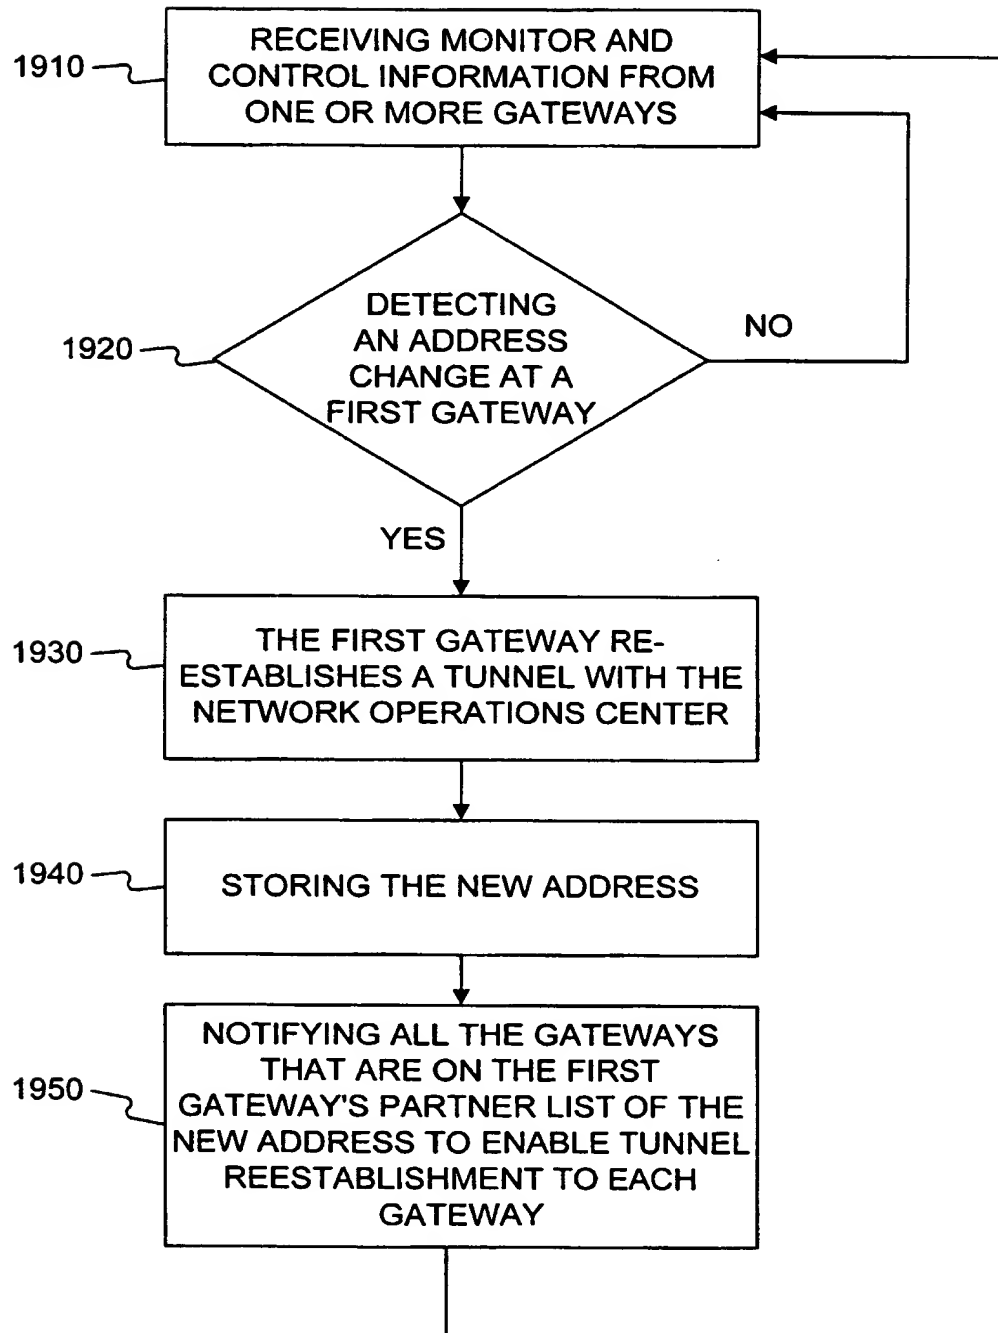 1910
RECEIVING MONITOR AND
CONTROL INFORMATION FROM
ONE OR MORE GATEWAYS
1920
DETECTING
AN ADDRESS
CHANGE AT A
FIRST GATEWAY
NO
YES
1930
THE FIRST GATEWAY RE-
ESTABLISHES A TUNNEL WITH THE
NETWORK OPERATIONS CENTER
1940
STORING THE NEW ADDRESS
1950
NOTIFYING ALL THE GATEWAYS
THAT ARE ON THE FIRST
GATEWAY'S PARTNER LIST OF THE
NEW ADDRESS TO ENABLE TUNNEL
REESTABLISHMENT TO EACH
GATEWAY